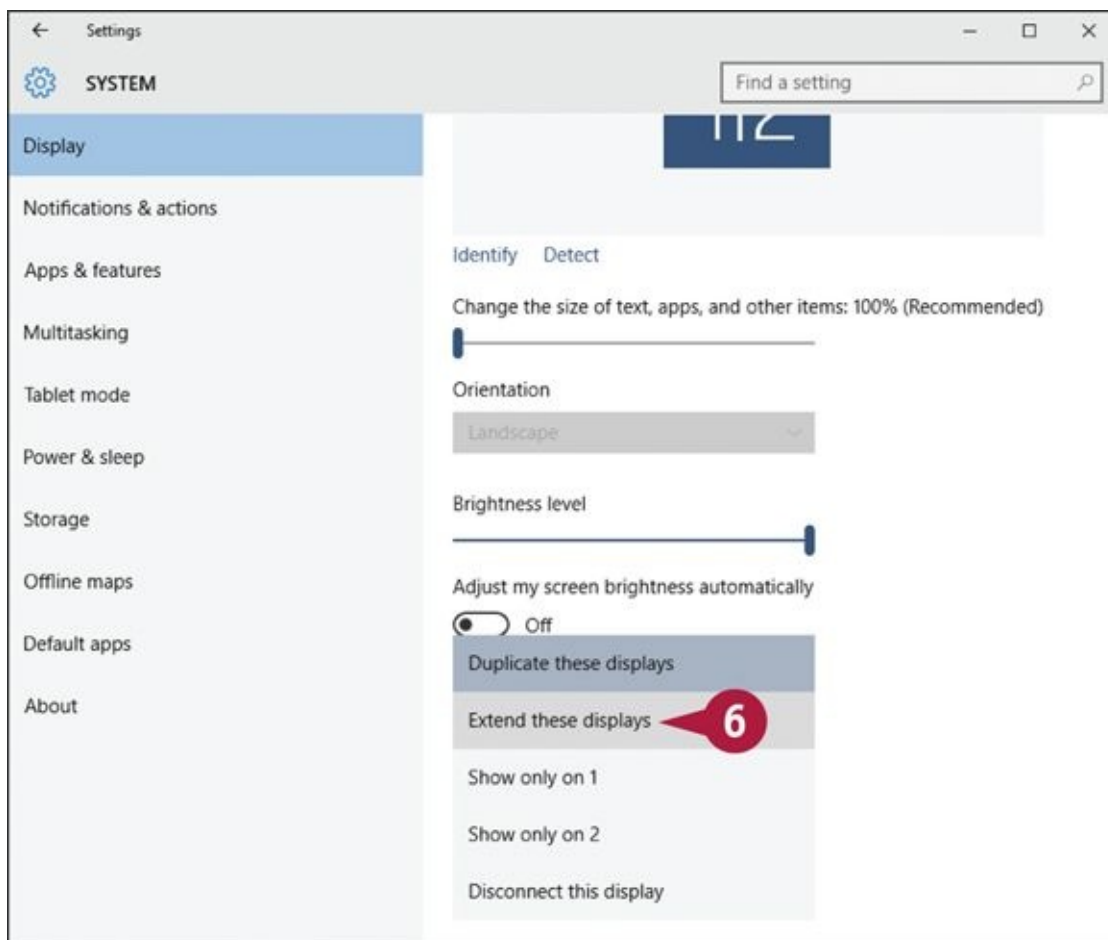 Settings
SYSTEM
Find a setting
Display
Notifications & actions
Apps & features
Multitasking
Tablet mode
Power & sleep
Storage
Offline maps
Default apps
About
Identify Detect
Change the size of text, apps, and other items: 100% (Recommended)
Orientation
Landscape
Brightness level
Adjust my screen brightness automatically
Off
Duplicate these displays
Extend these displays 6
Show only on 1
Show only on 2
Disconnect this display